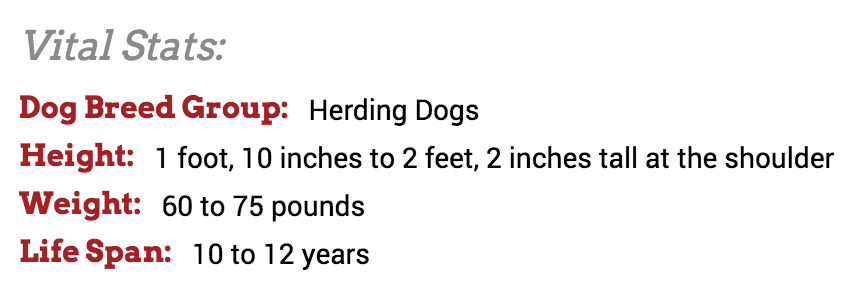 Vital Stats:
Dog Breed Group: Herding Dogs
Height: 1 foot, 10 inches to 2 feet, 2 inches tall at the shoulder
Weight: 60 to 75 pounds
Life Span: 10 to 12 years